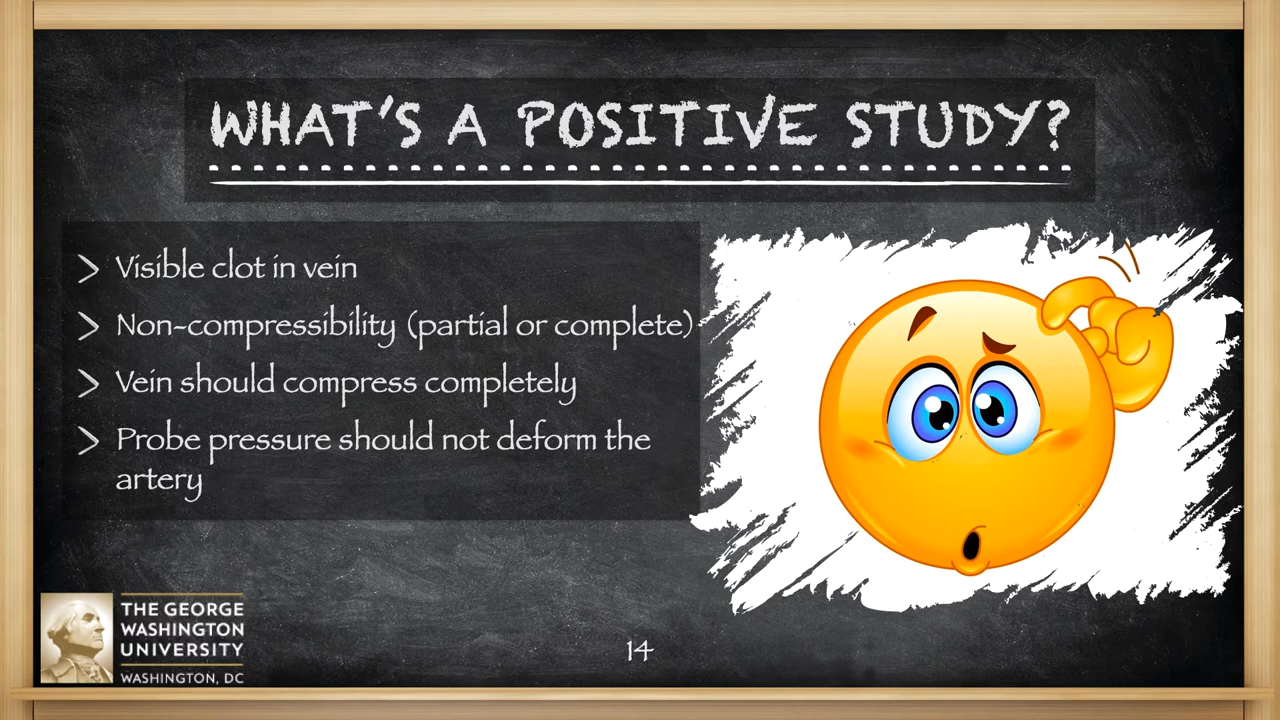 WHAT'S A POSITIVE STUDY?
Visible clot in vein
Non-compressibility (partial or complete)
Vein should compress completely
Probe pressure should not deform the
artery
THE GEORGE
WASHINGTON
UNIVERSITY
WASHINGTON, DC
14